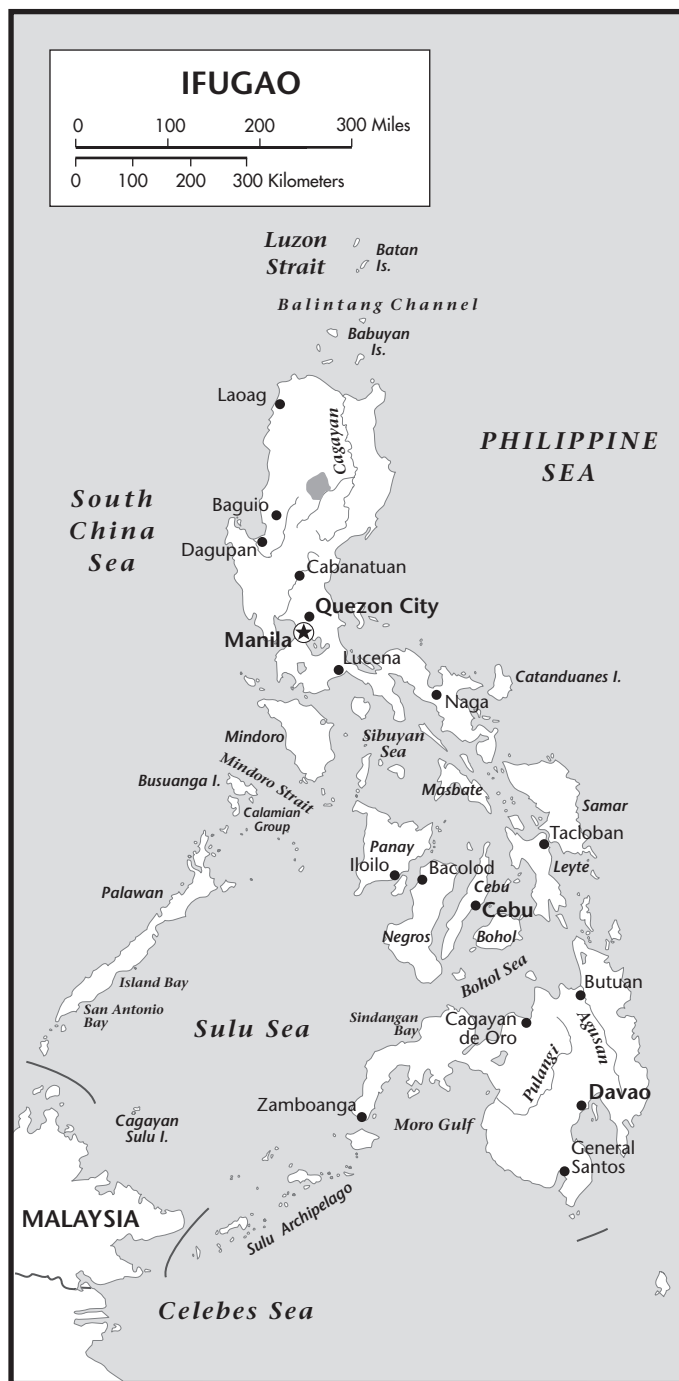 IFUGAO
0 100 200 300 Miles
0 100 200 300 Kilometers
Luzon
Strait
Batan
Is.
Balintang Channel
Babuyan
Is.
Laoag
Cagayan
PHILIPPINE
SEA
South
China
Sea
Baguio
Dagupan
Cabanatuan
Quezon City
Manila
Lucena
Catanduanes I.
Naga
Mindoro
Sibuyan
Sea
Mindoro Strait
Busuanga I.
Calamian
Group
Masbate
Samar
Tacloban
Panay
Iloilo
Bacolod
Leyte
Cebu
Cebu
Palawan
Negros
Bohol
Bohol Sea
Island Bay
San Antonio
Bay
Butuan
Sulu Sea
Sindangan
Bay
Cagayan
de Oro
Agusan
Pulangi
Davao
Zamboanga
Moro Gulf
Cagayan
Sulu I.
General
Santos
MALAYSIA
Sulu Archipelago
Celebes Sea